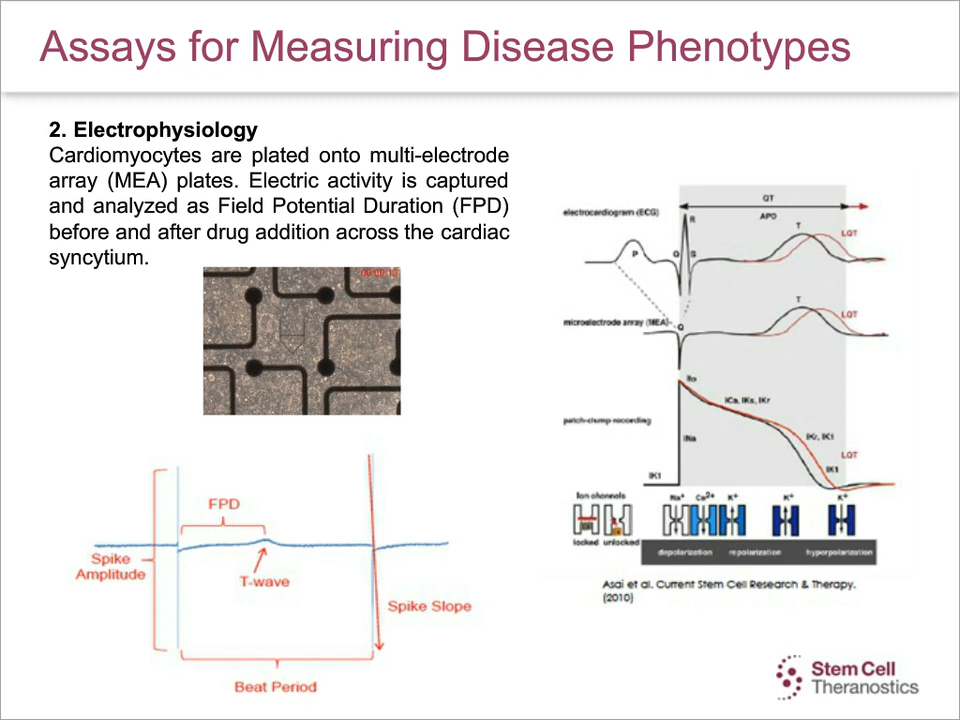 Assays for Measuring Disease Phenotypes
2. Electrophysiology
Cardiomyocytes are plated onto multi-electrode
array (MEA) plates. Electric activity is captured
and analyzed as Field Potential Duration (FPD)
before and after drug addition across the cardiac
syncytium.
FPD
Spike
Amplitude
T-wave
Spike Slope
Beat Period
QT
electrocardiogram (ECG)
APD
R
T
LQT
P
Q
S
T
microelectrode array (MEA)
LQT
Q
Ito
ICa, IKs, IKr
patch-clump-recording
INa
IKr, IK1
LQT
IK1
IK1
Ion channels
Na+
Ca2+
K+
K+
K+
locked
unlocked
depolarization
repolarization
hyperpolarization
Asai et al. Current Stem Cell Research & Therapy.
(2010)
Stem Cell
Theranostics